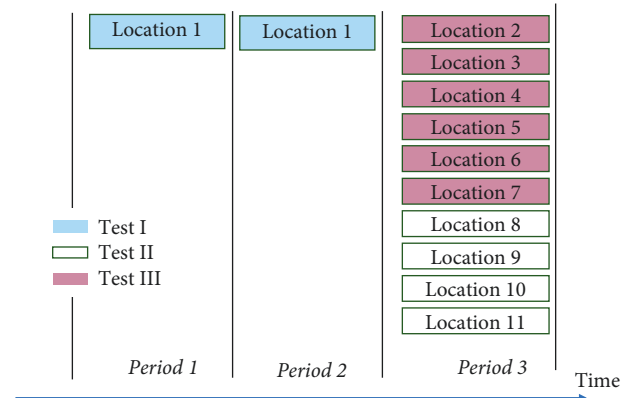 Location 1
Location 1
Location 2
Location 3
Location 4
Location 5
Location 6
Location 7
Location 8
Location 9
Location 10
Location 11
Test I
Test II
Test III
Period 1
Period 2
Period 3
Time